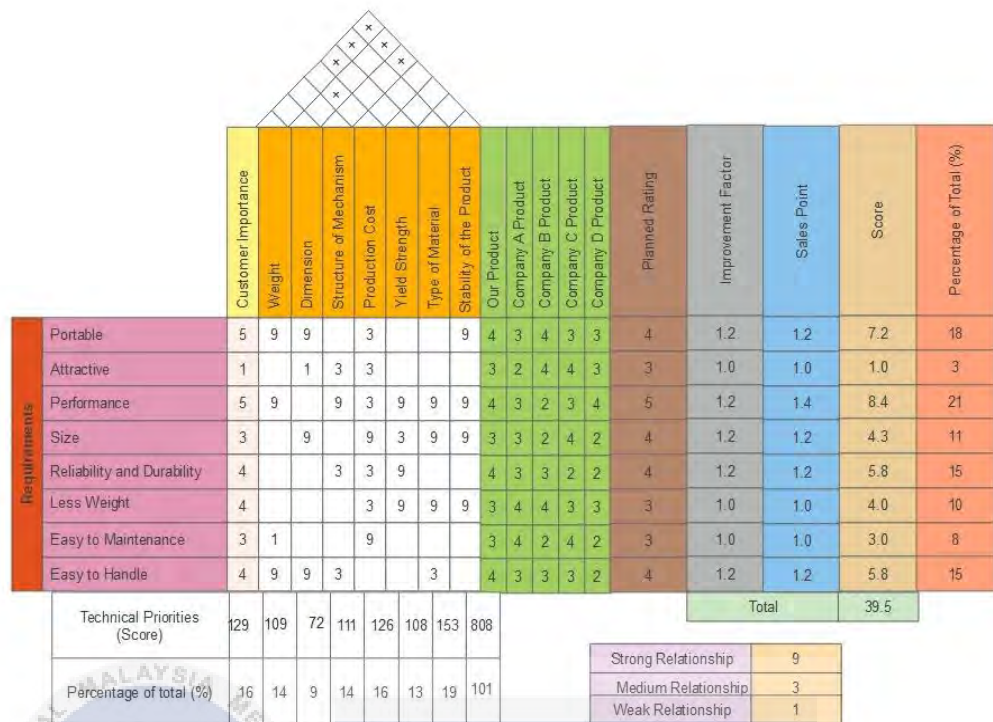 Customer Importance
Weight
Dimension
Structure of Mechanism
Production Cost
Yield Strength
Type of Material
Stability of the Product
Our Product
Company A Product
Company B Product
Company C Product
Company D Product
Planned Rating
Improvement Factor
Sales Point
Score
Percentage of Total (%)
Requiraments
Portable 5 9 9 3 9 4 3 4 3 3 4 1.2 1.2 7.2 18
Attractive 1 1 3 3 3 2 4 4 3 3 1.0 1.0 1.0 3
Performance 5 9 9 3 9 9 9 4 3 2 3 4 5 1.2 1.4 8.4 21
Size 3 9 9 3 9 9 3 3 2 4 2 4 1.2 1.2 4.3 11
Reliability and Durability 4 3 3 9 4 3 3 2 2 4 1.2 1.2 5.8 15
Less Weight 4 3 9 9 9 3 4 4 3 3 3 1.0 1.0 4.0 10
Easy to Maintenance 3 1 9 3 4 2 4 2 3 1.0 1.0 3.0 8
Easy to Handle 4 9 9 3 3 4 3 3 3 2 4 1.2 1.2 5.8 15
Total 39.5
Technical Priorities
(Score) 129 109 72 111 126 108 153 808
Percentage of total (%) 16 14 9 14 16 13 19 101
Strong Relationship 9
Medium Relationship 3
Weak Relationship 1
MALAYSIA